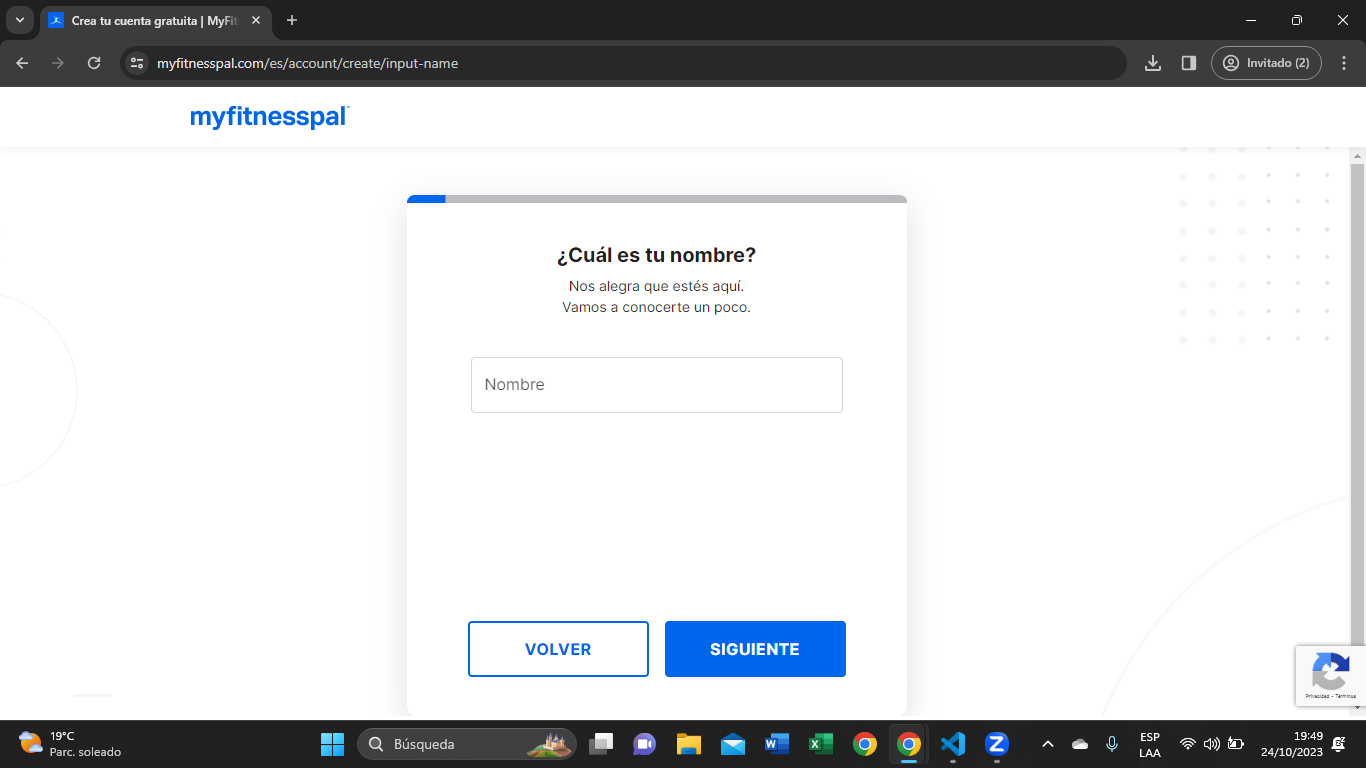 Crea tu cuenta gratuita | MyFit
myfitnesspal.com/es/account/create/input-name
Invitado (2)
myfitnesspal
¿Cuál es tu nombre?
Nos alegra que estés aquí.
Vamos a conocerte un poco.
Nombre
VOLVER
SIGUIENTE
Privacidad - Términos
19°C
Parc. soleado
Búsqueda
ESP
LAA
19:49
24/10/2023